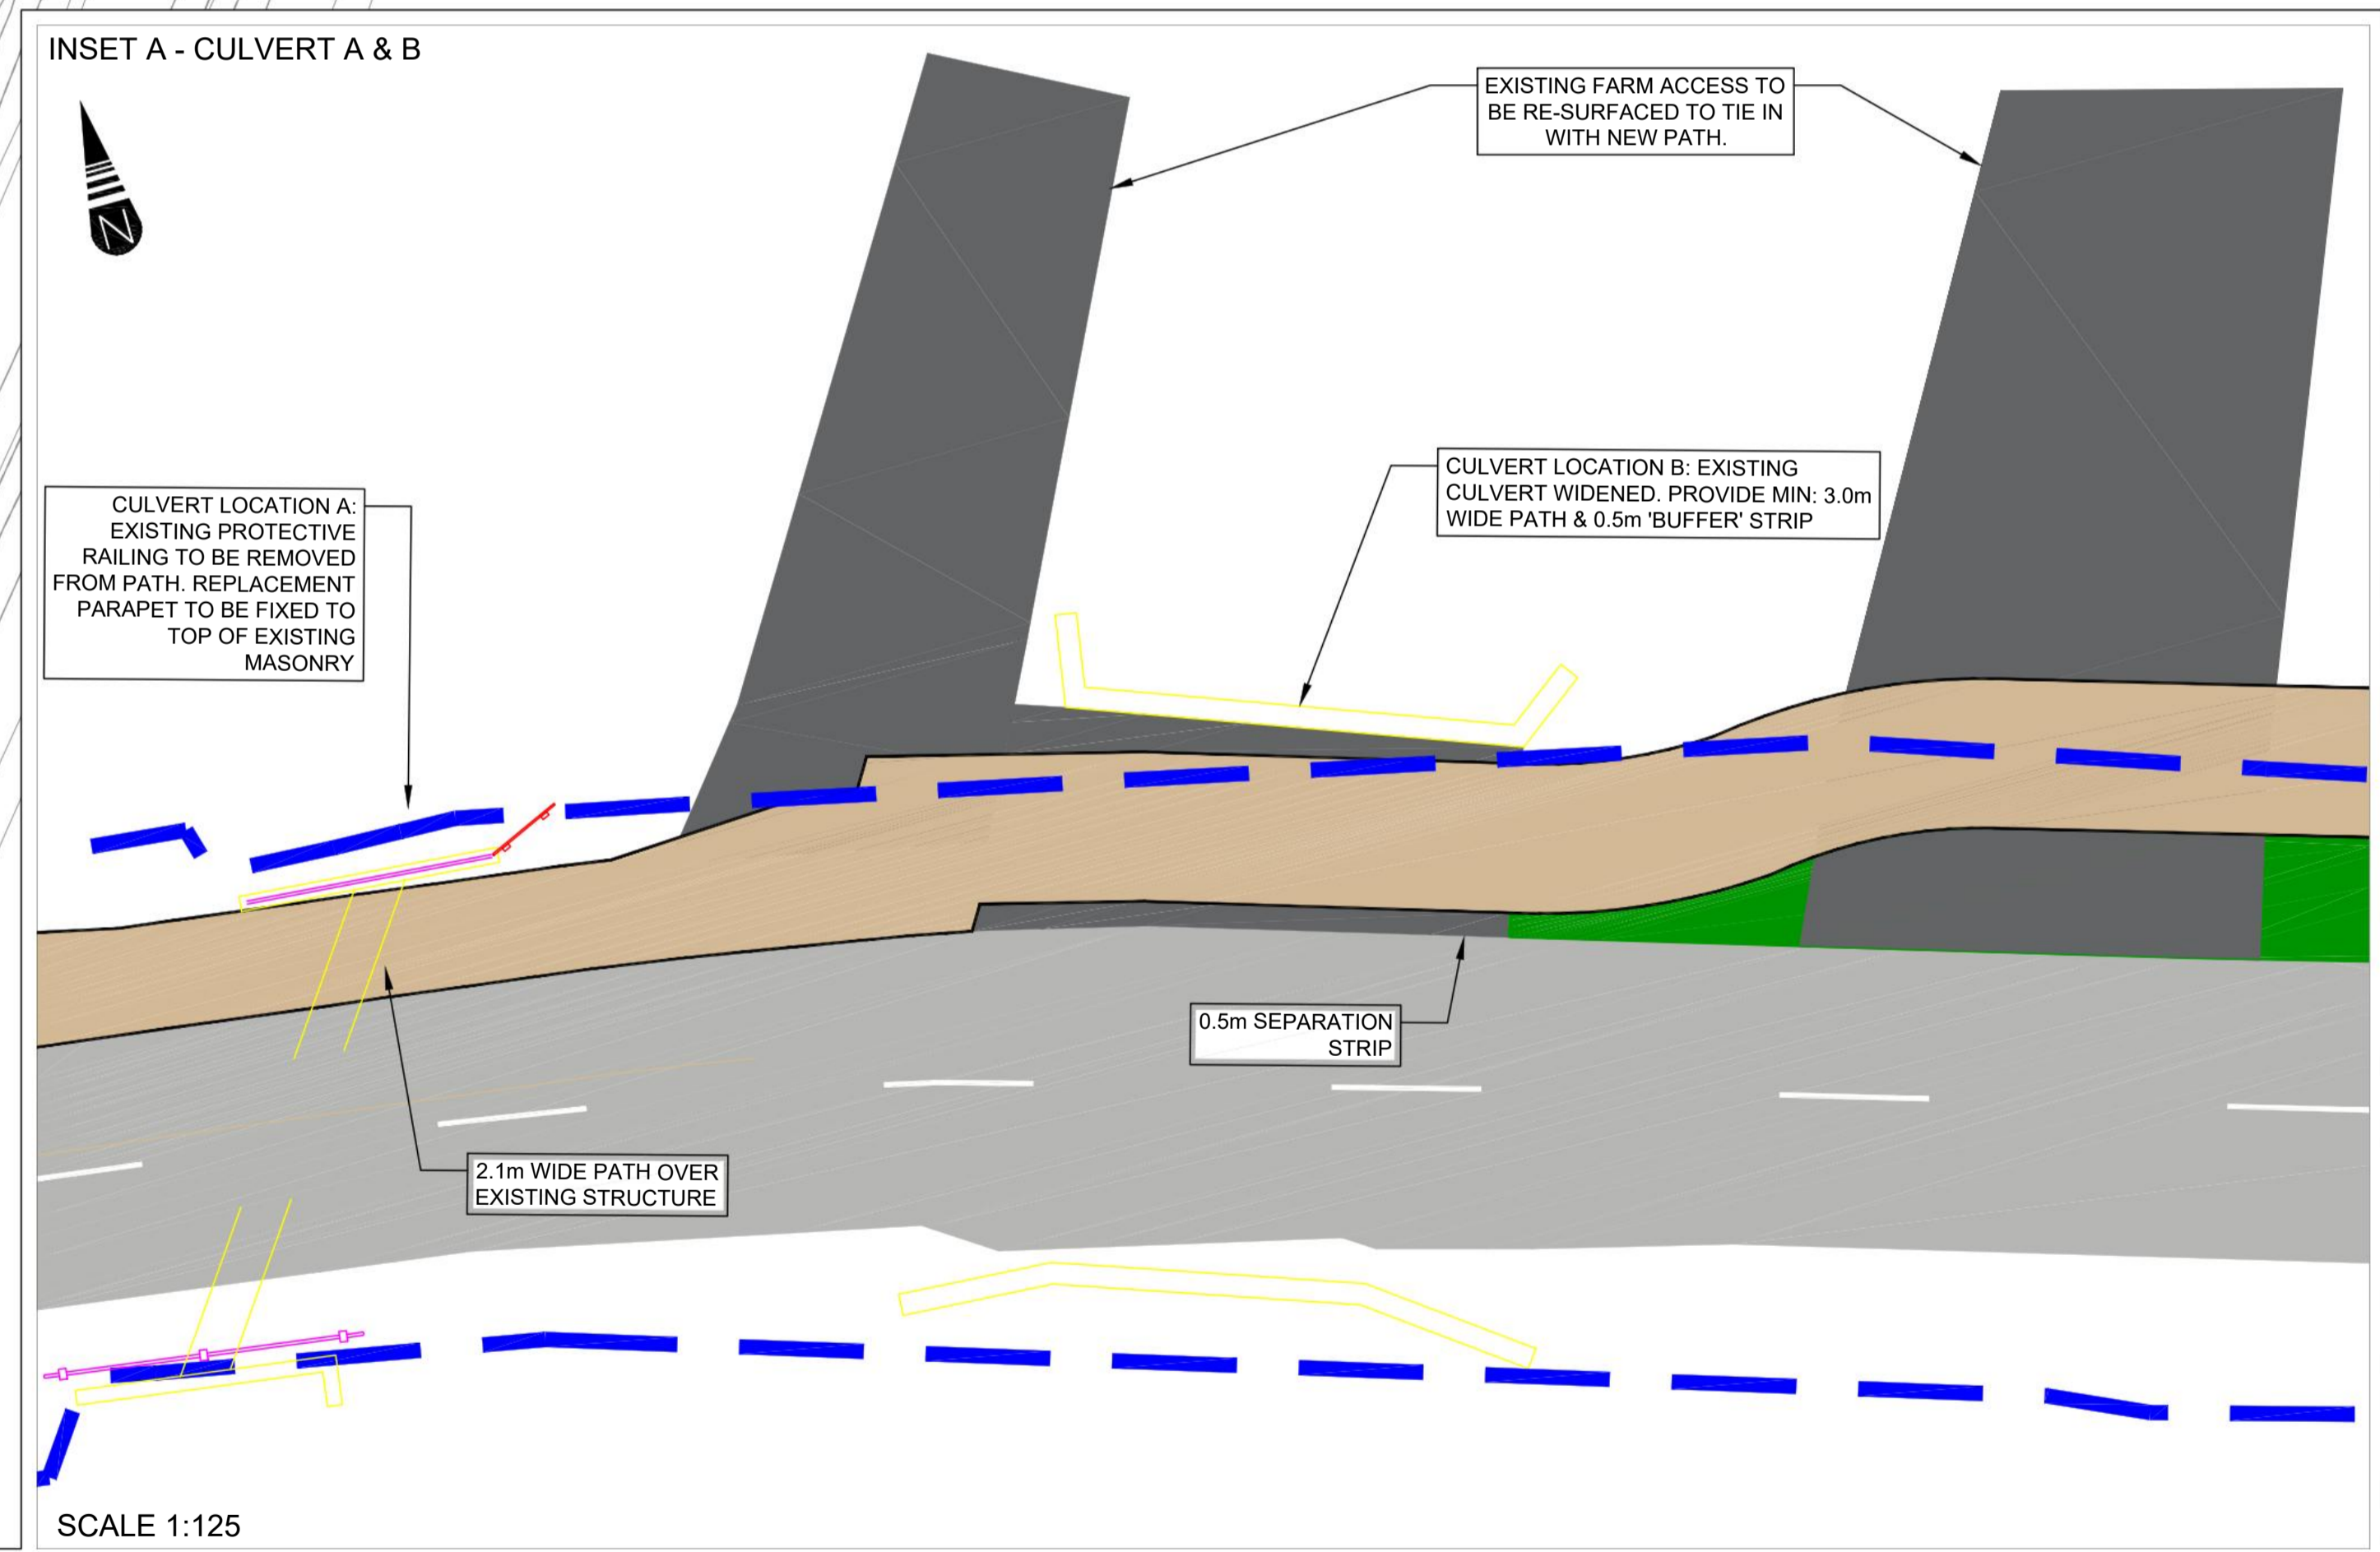 INSET A - CULVERT A & B
N
EXISTING FARM ACCESS TO
BE RE-SURFACED TO TIE IN
WITH NEW PATH.
CULVERT LOCATION B: EXISTING
CULVERT WIDENED. PROVIDE MIN: 3.0m
WIDE PATH & 0.5m 'BUFFER' STRIP
CULVERT LOCATION A:
EXISTING PROTECTIVE
RAILING TO BE REMOVED
FROM PATH. REPLACEMENT
PARAPET TO BE FIXED TO
TOP OF EXISTING
MASONRY
0.5m SEPARATION
STRIP
2.1m WIDE PATH OVER
EXISTING STRUCTURE
SCALE 1:125